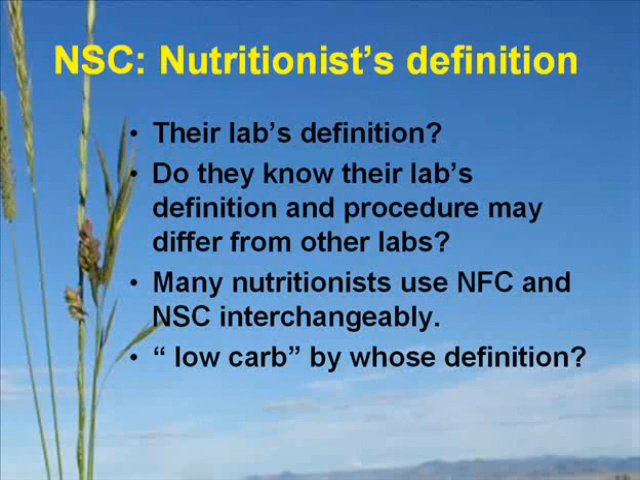 NSC: Nutritionist's definition
• Their lab's definition?
• Do they know their lab's
definition and procedure may
differ from other labs?
• Many nutritionists use NFC and
NSC interchangeably.
• “ low carb” by whose definition?